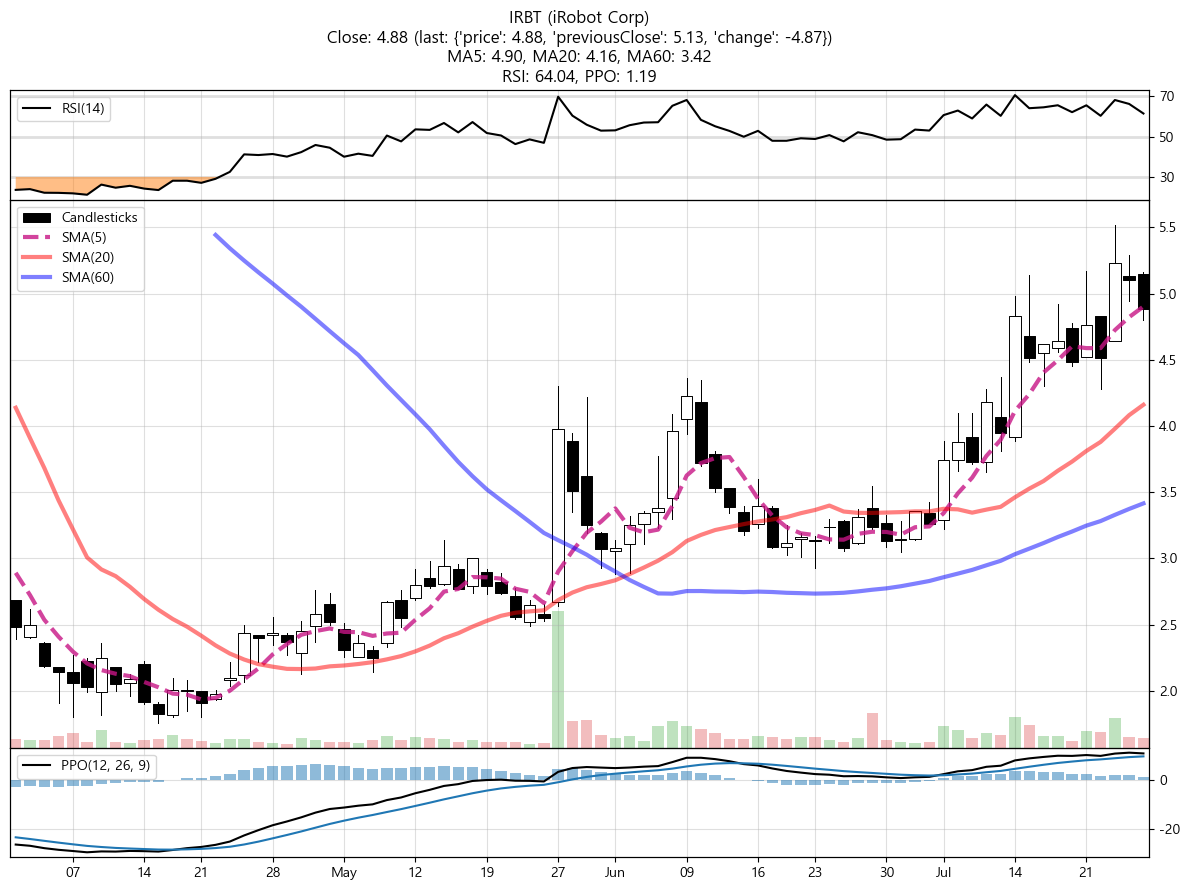 IRBT (iRobot Corp)
Close: 4.88 (last: {'price': 4.88, 'previousClose': 5.13, 'change': -4.87})
MA5: 4.90, MA20: 4.16, MA60: 3.42
RSI: 64.04, PPO: 1.19
RSI(14)
70
50
30
Candlesticks
SMA(5)
SMA(20)
SMA(60)
5.5
5.0
4.5
4.0
3.5
3.0
2.5
2.0
PPO(12, 26, 9)
0
-20
07 14 21 28 May 12 19 27 Jun 09 16 23 30 Jul 14 21